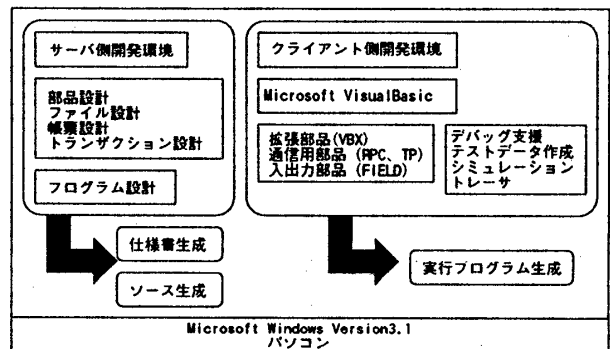 サーバ側開発環境
部品設計
ファイル設計
帳票設計
トランザクション設計
プログラム設計
仕様書生成
ソース生成
クライアント側開発環境
Microsoft VisualBasic
拡張部品(VBX)
通信用部品 (RPC、TP)
入出力部品 (FIELD)
デバッグ支援
テストデータ作成
シミュレーション
トレーサ
実行プログラム生成
Microsoft Windows Version3.1
パソコン